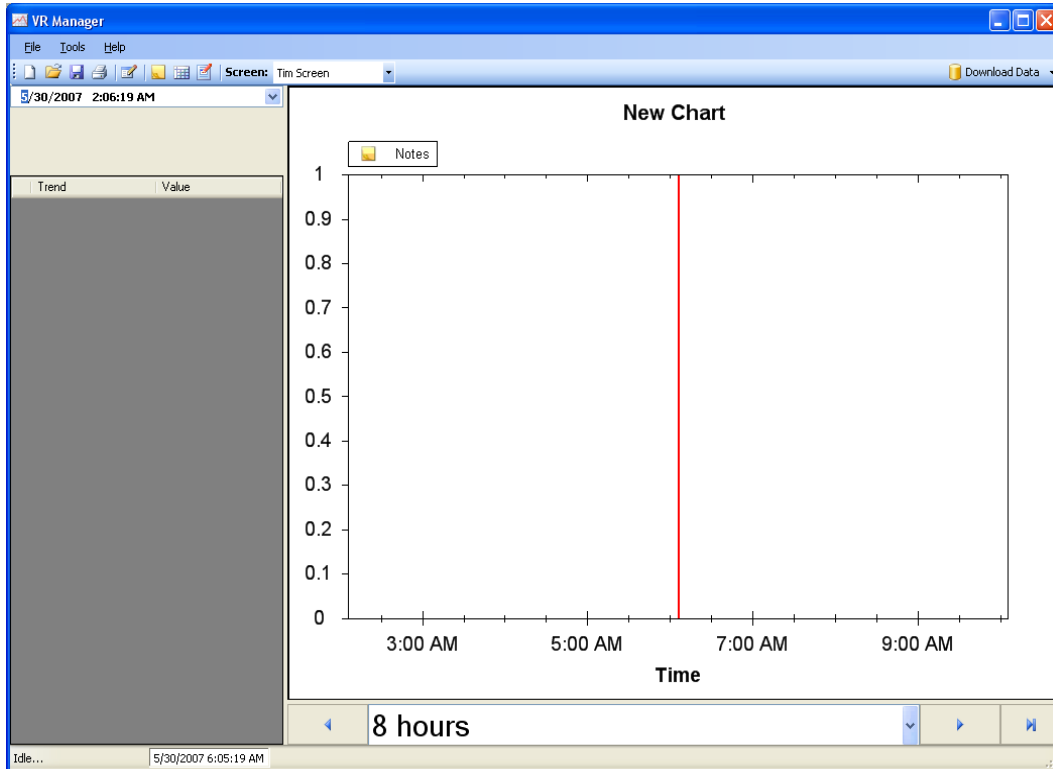 VR Manager
File Tools Help
Screen: Tim Screen Download Data
5/30/2007 2:06:19 AM
Trend Value
New Chart
Notes
1
0.9
0.8
0.7
0.6
0.5
0.4
0.3
0.2
0.1
0
3:00 AM 5:00 AM 7:00 AM 9:00 AM
Time
8 hours
Idle... 5/30/2007 6:05:19 AM